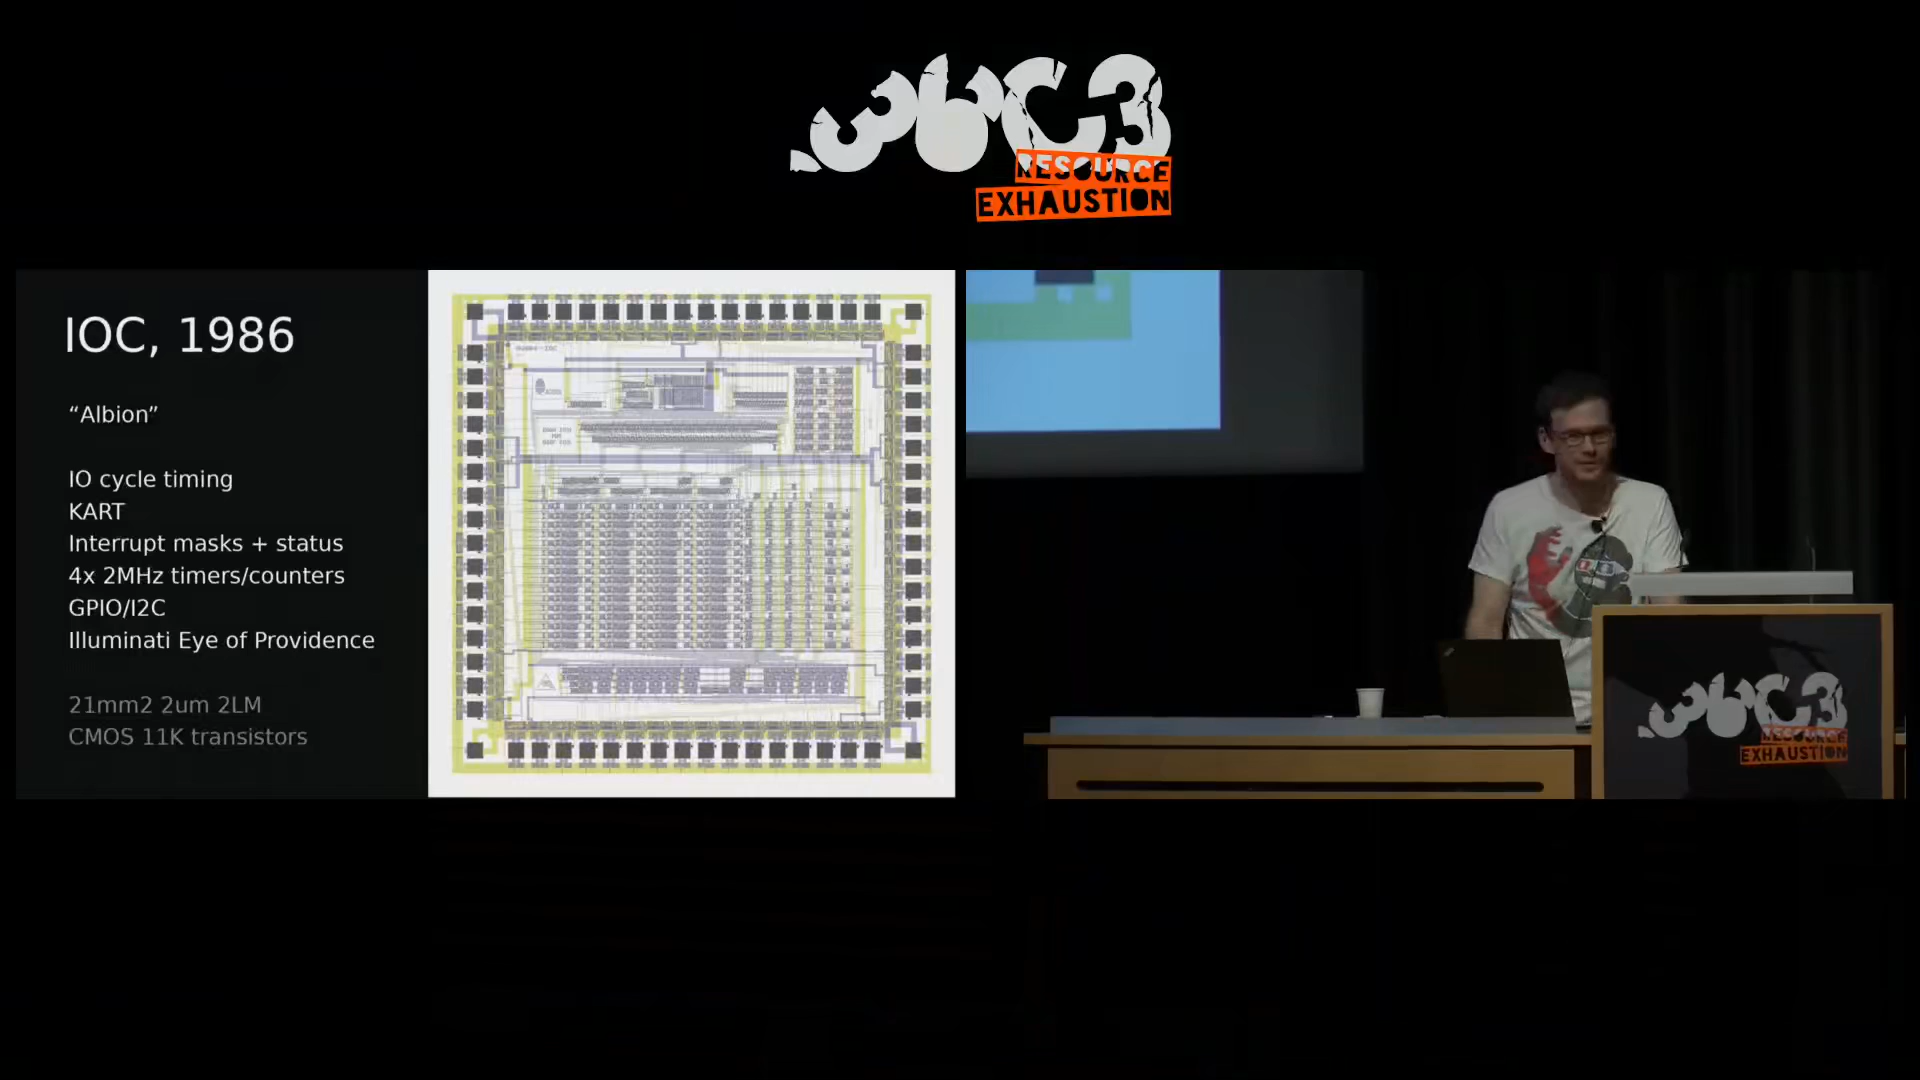 36C3
RESOURCE
EXHAUSTION
IOC, 1986
“Albion”
IO cycle timing
KART
Interrupt masks + status
4x 2MHz timers/counters
GPIO/I2C
Illuminati Eye of Providence
21mm2 2um 2LM
CMOS 11K transistors
36C3
RESOURCE
EXHAUSTION